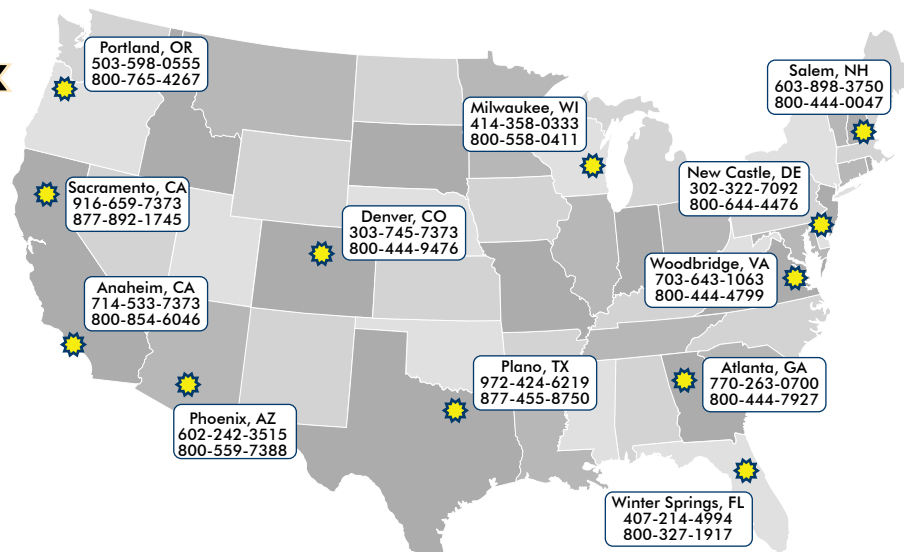 Portland, OR
503-598-0555
800-765-4267
Salem, NH
603-898-3750
800-444-0047
Milwaukee, WI
414-358-0333
800-558-0411
New Castle, DE
302-322-7092
800-644-4476
Sacramento, CA
916-659-7373
877-892-1745
Denver, CO
303-745-7373
800-444-9476
Woodbridge, VA
703-643-1063
800-444-4799
Anaheim, CA
714-533-7373
800-854-6046
Plano, TX
972-424-6219
877-455-8750
Atlanta, GA
770-263-0700
800-444-7927
Phoenix, AZ
602-242-3515
800-559-7388
Winter Springs, FL
407-214-4994
800-327-1917